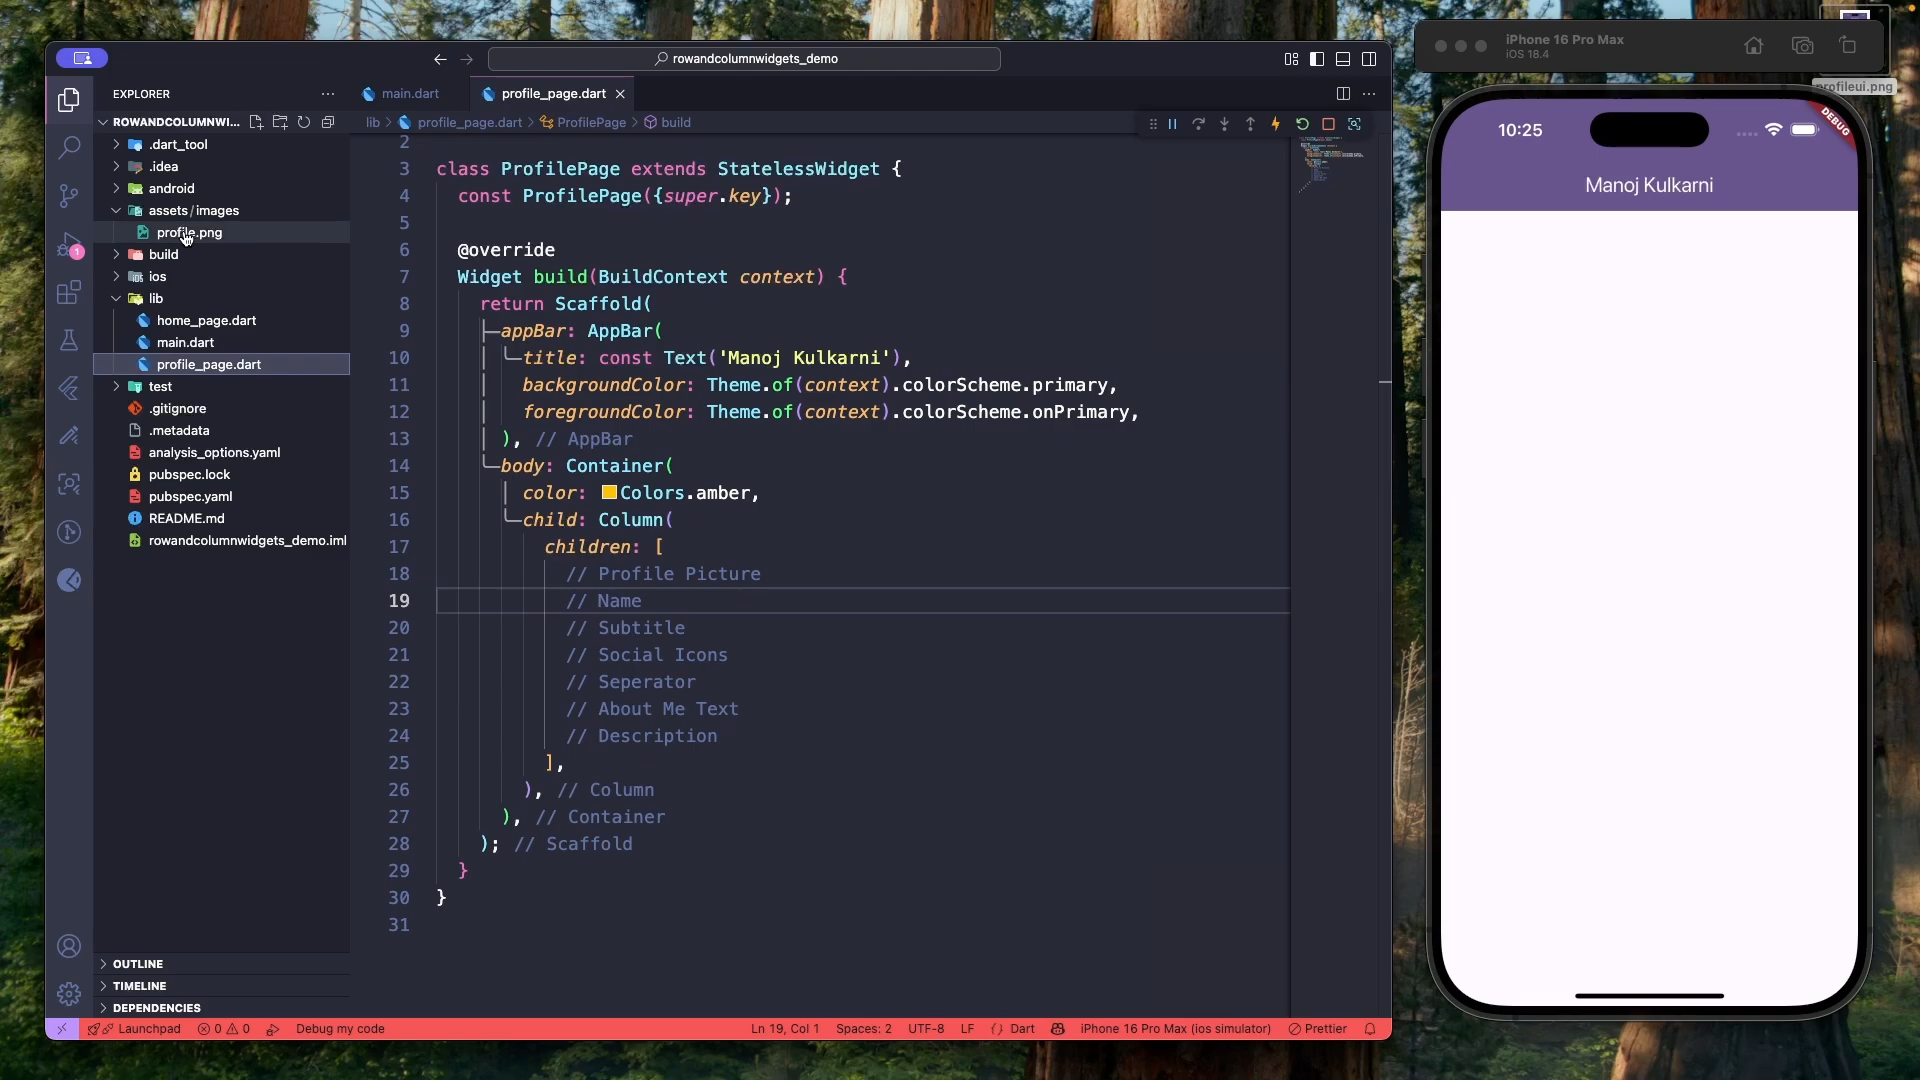 rowandcolumnwidgets_demo
EXPLORER
ROWANDCOLUMNWI...
.dart_tool
.idea
android
assets/images
profile.png
build
ios
lib
home_page.dart
main.dart
profile_page.dart
test
.gitignore
.metadata
analysis_options.yaml
pubspec.lock
pubspec.yaml
README.md
rowandcolumnwidgets_demo.iml
OUTLINE
TIMELINE
DEPENDENCIES
1
main.dart
profile_page.dart
lib > profile_page.dart > ProfilePage > build
2
3 class ProfilePage extends StatelessWidget {
4 const ProfilePage({super.key});
5
6 @override
7 Widget build(BuildContext context) {
8 return Scaffold(
9 appBar: AppBar(
10 title: const Text('Manoj Kulkarni'),
11 backgroundColor: Theme.of(context).colorScheme.primary,
12 foregroundColor: Theme.of(context).colorScheme.onPrimary,
13 ), // AppBar
14 body: Container(
15 color: Colors.amber,
16 child: Column(
17 children: [
18 // Profile Picture
19 // Name
20 // Subtitle
21 // Social Icons
22 // Seperator
23 // About Me Text
24 // Description
25 ],
26 ), // Column
27 ), // Container
28 ); // Scaffold
29 }
30 }
31
Launchpad
0 0
Debug my code
Ln 19, Col 1
Spaces: 2
UTF-8
LF
{} Dart
iPhone 16 Pro Max (ios simulator)
Prettier
iPhone 16 Pro Max
iOS 18.4
profileui.png
10:25
DEBUG
Manoj Kulkarni